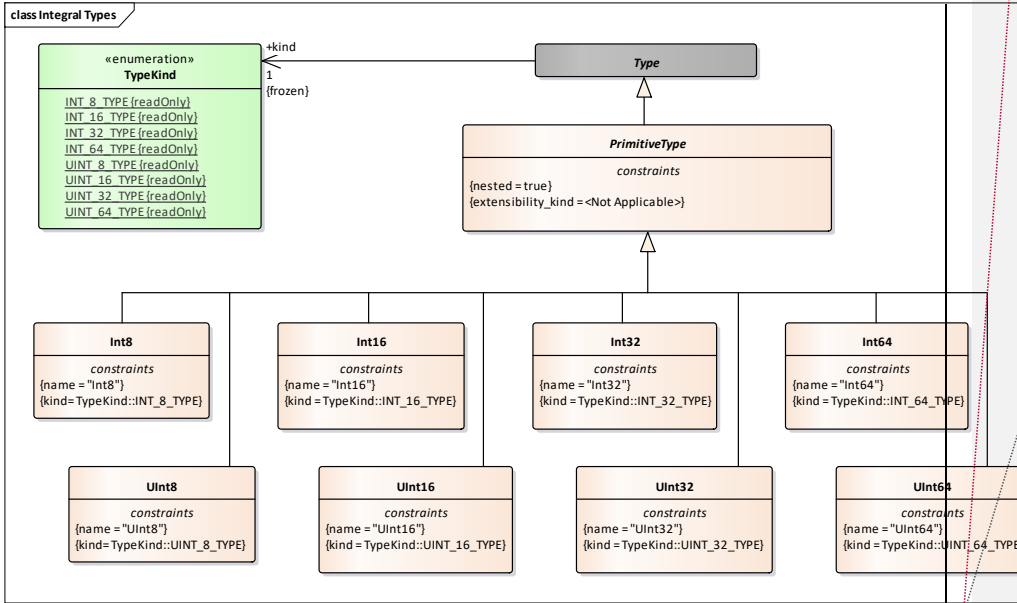 class Integral Types
«enumeration»
TypeKind
INT_8_TYPE {readOnly}
INT_16_TYPE {readOnly}
INT_32_TYPE {readOnly}
INT_64_TYPE {readOnly}
UINT_8_TYPE {readOnly}
UINT_16_TYPE {readOnly}
UINT_32_TYPE {readOnly}
UINT_64_TYPE {readOnly}
+kind
1
{frozen}
Type
PrimitiveType
constraints
{nested = true}
{extensibility_kind = <Not Applicable>}
Int8
constraints
{name = "Int8"}
{kind = TypeKind::INT_8_TYPE}
Int16
constraints
{name = "Int16"}
{kind = TypeKind::INT_16_TYPE}
Int32
constraints
{name = "Int32"}
{kind = TypeKind::INT_32_TYPE}
Int64
constraints
{name = "Int64"}
{kind = TypeKind::INT_64_TYPE}
UInt8
constraints
{name = "UInt8"}
{kind= TypeKind::UINT_8_TYPE}
UInt16
constraints
{name = "UInt16"}
{kind= TypeKind::UINT_16_TYPE}
UInt32
constraints
{name = "UInt32"}
{kind= TypeKind::UINT_32_TYPE}
UInt64
constraints
{name = "UInt64"}
{kind= TypeKind::UINT_64_TYPE